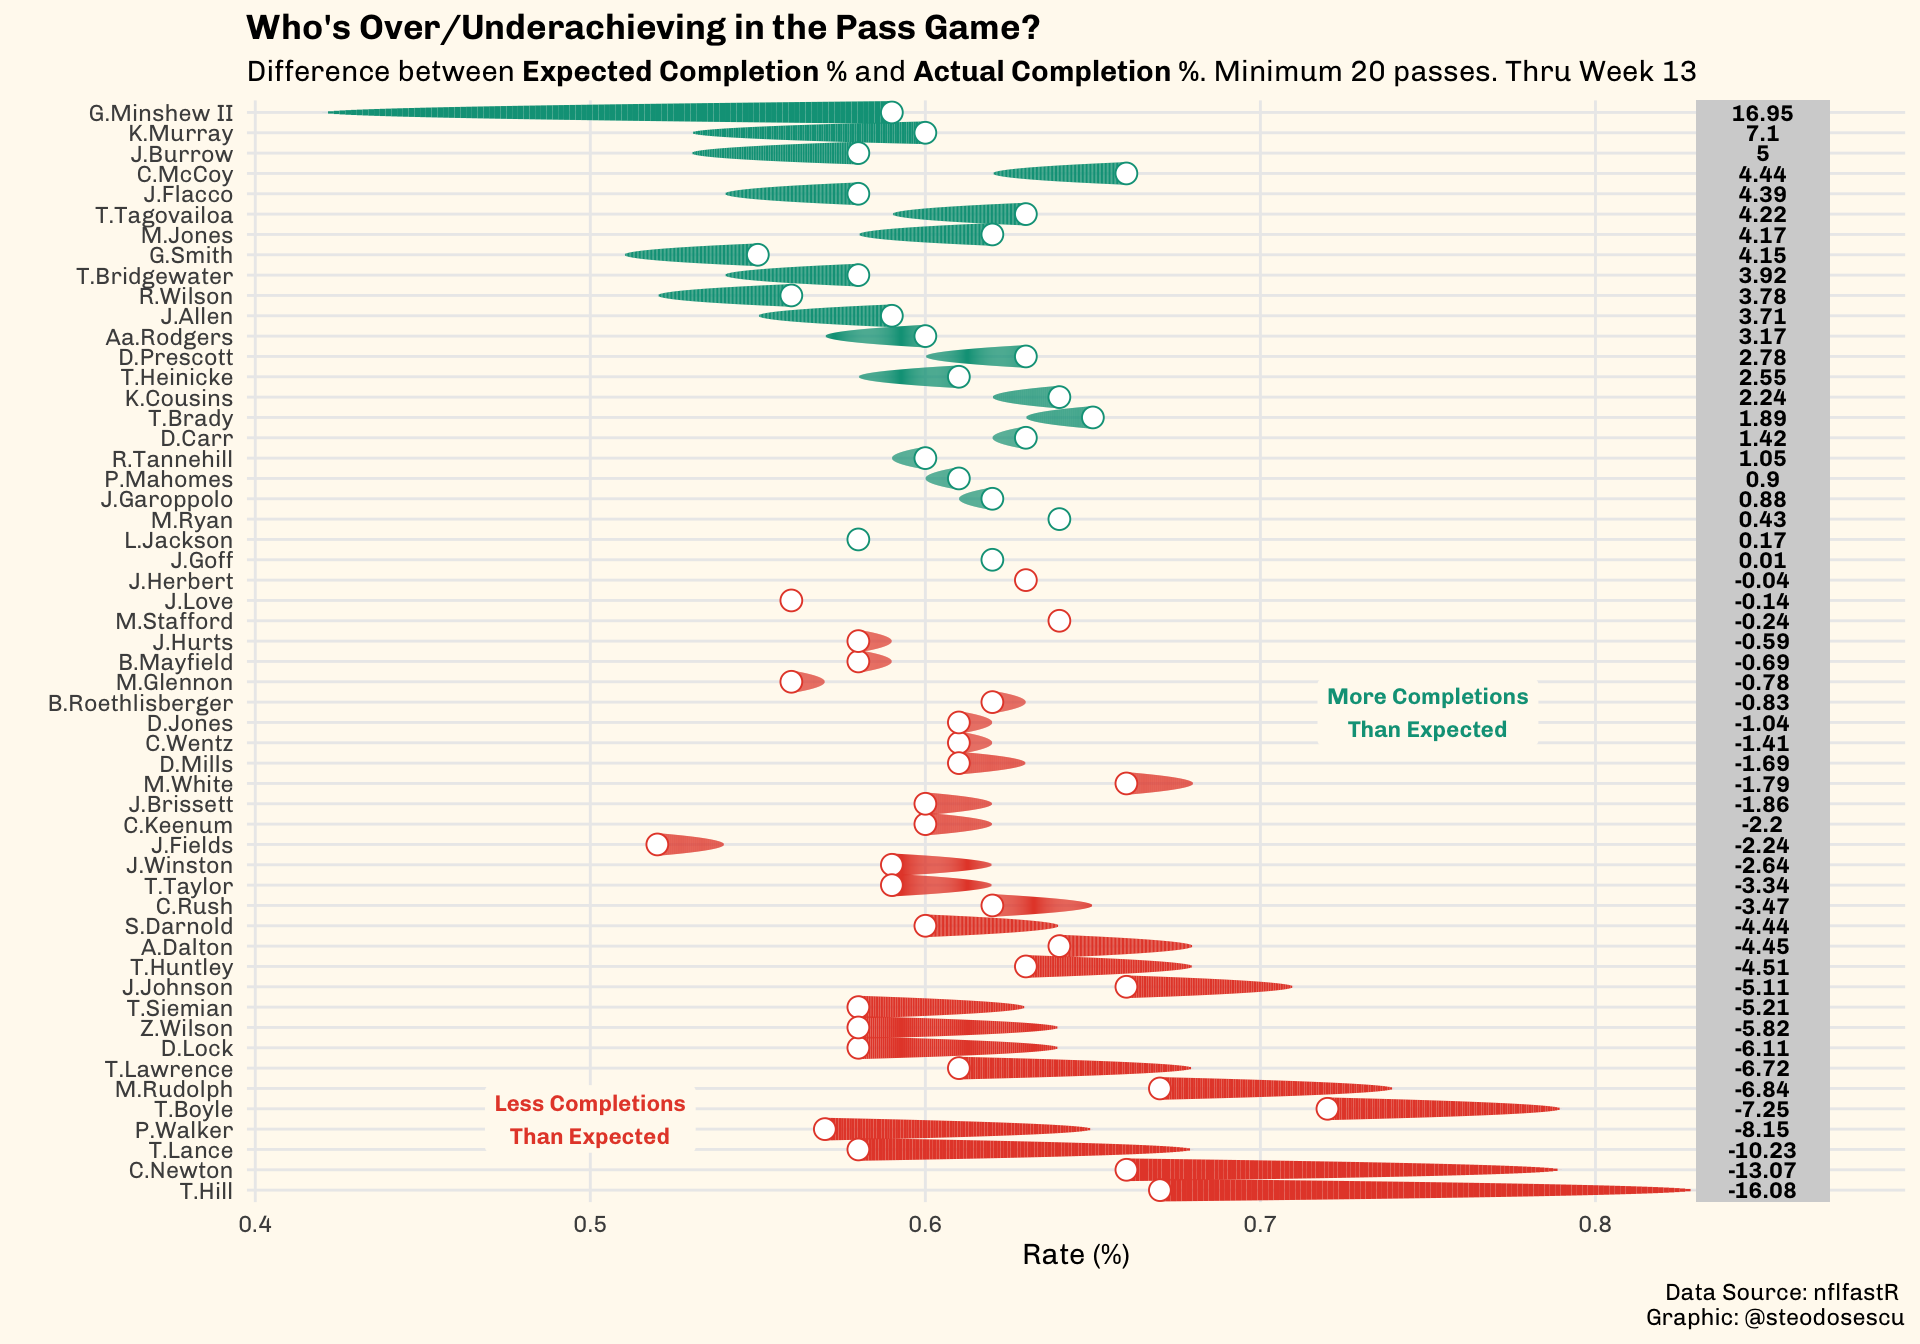 Who's Over/Underachieving in the Pass Game?
Difference between Expected Completion % and Actual Completion %. Minimum 20 passes. Thru Week 13
G.Minshew II 16.95
K.Murray 7.1
J.Burrow 5
C.McCoy 4.44
J.Flacco 4.39
T.Tagovailoa 4.22
M.Jones 4.17
G.Smith 4.15
T.Bridgewater 3.92
R.Wilson 3.78
J.Allen 3.71
Aa.Rodgers 3.17
D.Prescott 2.78
T.Heinicke 2.55
K.Cousins 2.24
T.Brady 1.89
D.Carr 1.42
R.Tannehill 1.05
P.Mahomes 0.9
J.Garoppolo 0.88
M.Ryan 0.43
L.Jackson 0.17
J.Goff 0.01
J.Herbert -0.04
J.Love -0.14
M.Stafford -0.24
J.Hurts -0.59
B.Mayfield -0.69
M.Glennon -0.78
More Completions
B.Roethlisberger -0.83
D.Jones -1.04
Than Expected
C.Wentz -1.41
D.Mills -1.69
M.White -1.79
J.Brissett -1.86
C.Keenum -2.2
J.Fields -2.24
J.Winston -2.64
T.Taylor -3.34
C.Rush -3.47
S.Darnold -4.44
A.Dalton -4.45
T.Huntley -4.51
J.Johnson -5.11
T.Siemian -5.21
Z.Wilson -5.82
D.Lock -6.11
T.Lawrence -6.72
M.Rudolph -6.84
Less Completions
T.Boyle -7.25
P.Walker -8.15
Than Expected
T.Lance -10.23
C.Newton -13.07
T.Hill -16.08
0.4 0.5 0.6 0.7 0.8
Rate (%)
Data Source: nflfastR
Graphic: @steodosescu